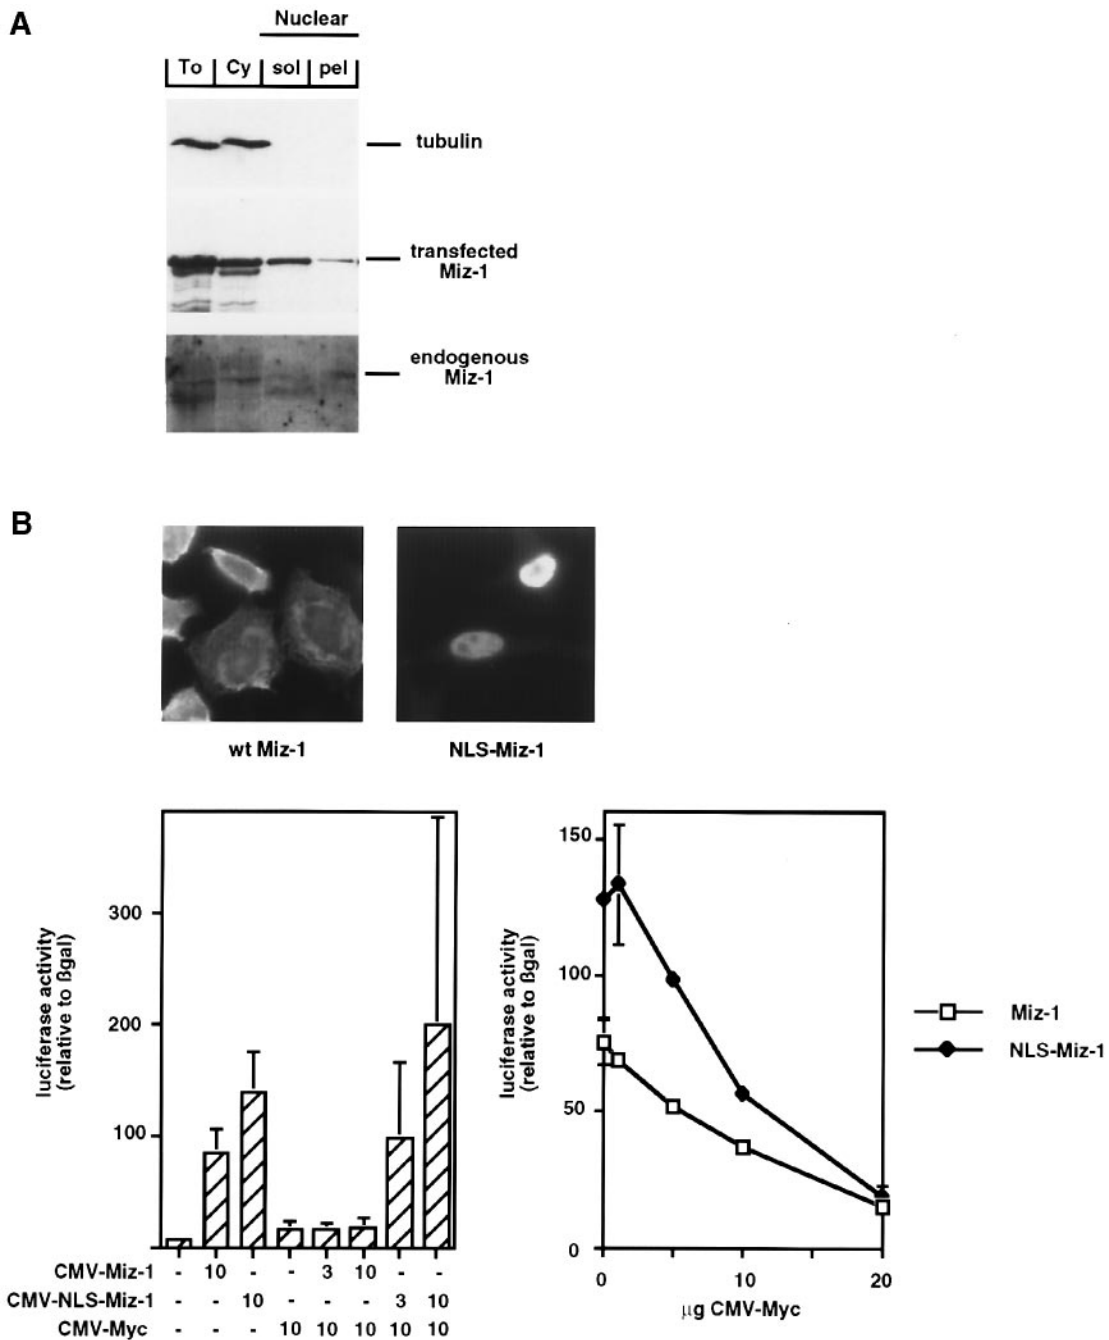 A
Nuclear
To Cy sol pel
tubulin
transfected
Miz-1
endogenous
Miz-1
B
wt Miz-1
NLS-Miz-1
luciferase activity
(relative to ßgal)
300
200
100
CMV-Miz-1 - 10 - - 3 10 - -
CMV-NLS-Miz-1 - - 10 - - - 3 10
CMV-Myc - - - 10 10 10 10 10
luciferase activity
(relative to ßgal)
150
100
50
0
0 10 20
µg CMV-Myc
Miz-1
NLS-Miz-1